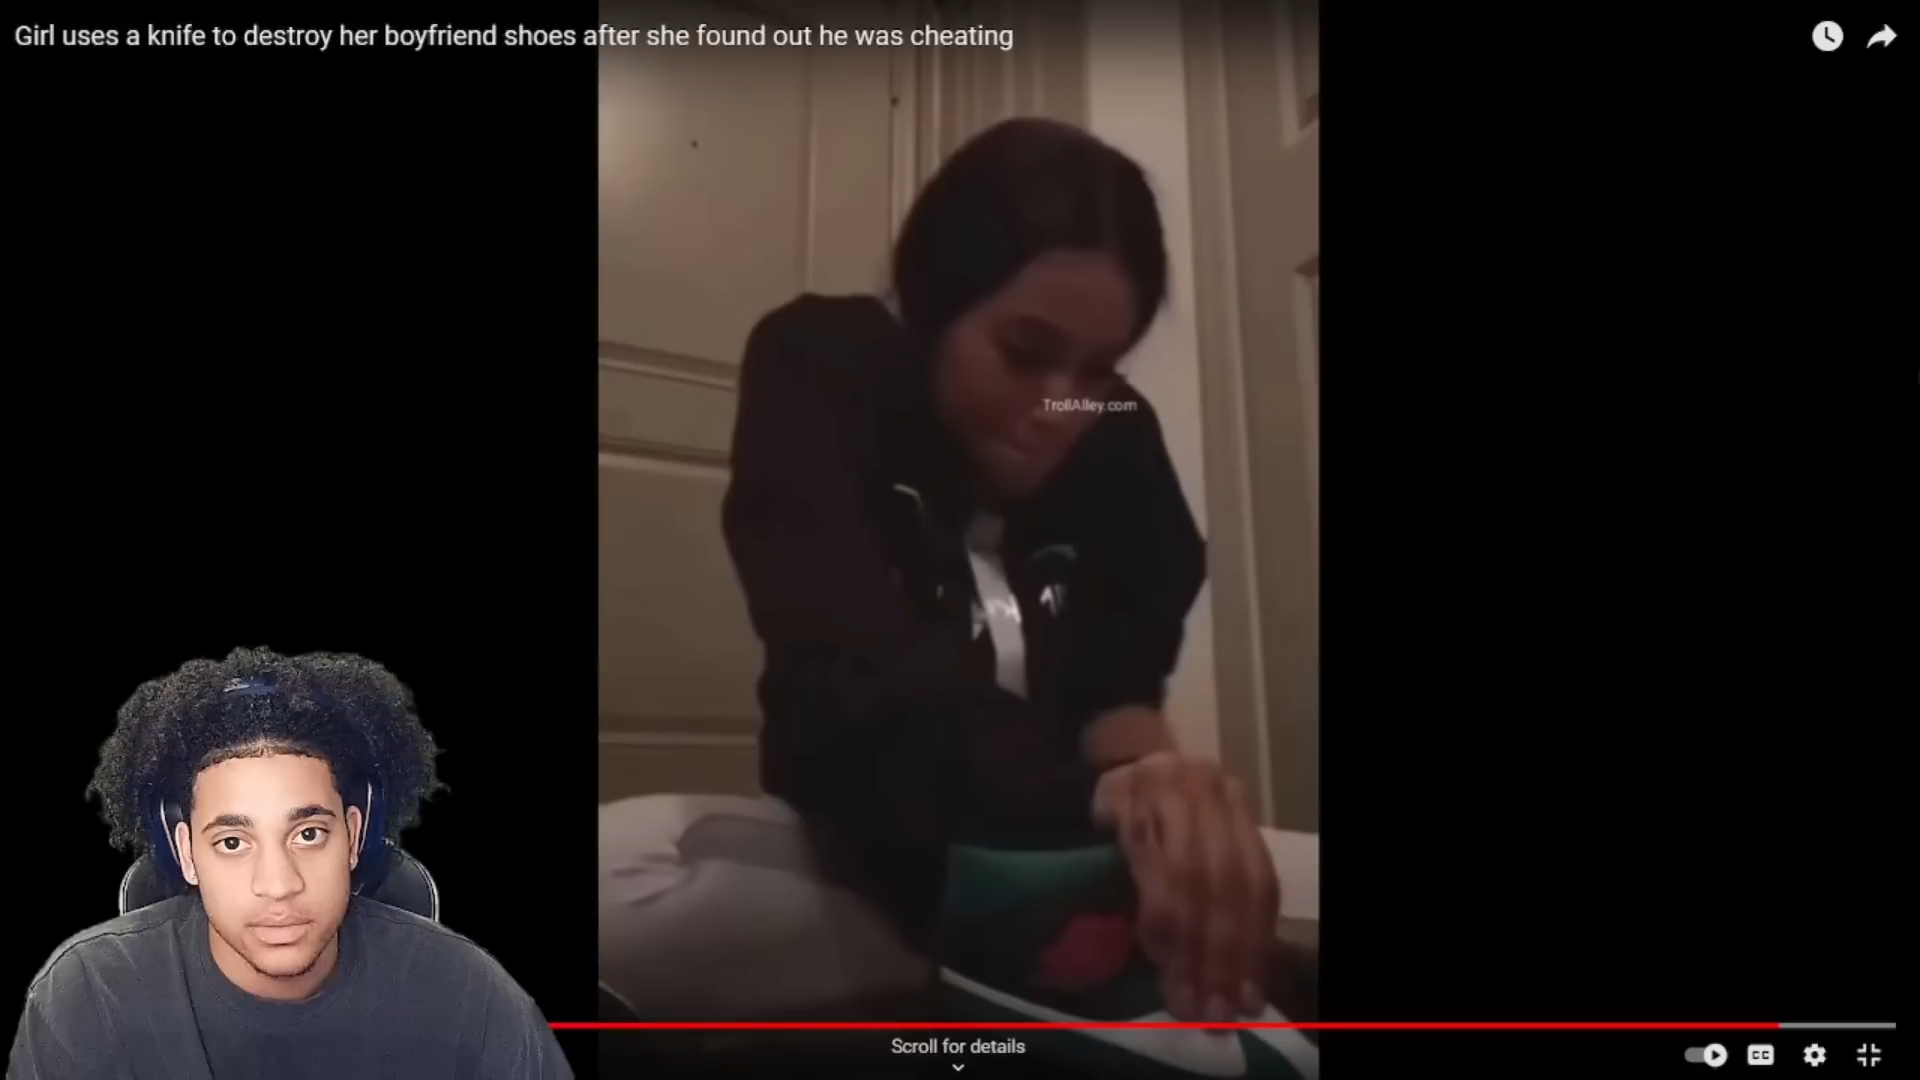 Girl uses a knife to destroy her boyfriend shoes after she found out he was cheating
TrollAlley.com
Scroll for details
CC